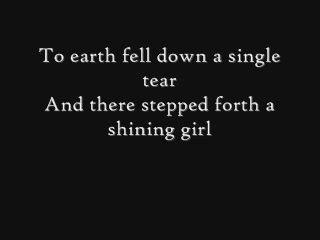 To earth fell down a single
tear
And there stepped forth a
shining girl